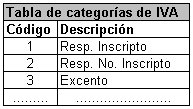 Tabla de categorías de IVA
Código Descripción
1 Resp. Inscripto
2 Resp. No. Inscripto
3 Excento
......... ........................